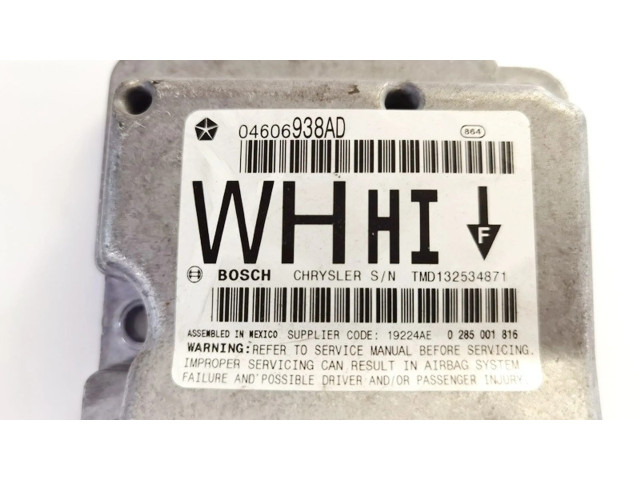 04606938AD 864
WH HI F
BOSCH CHRYSLER S/N TMD132534871
ASSEMBLED IN MEXICO SUPPLIER CODE: 19224AE 0 285 001 816
WARNING: REFER TO SERVICE MANUAL BEFORE SERVICING.
IMPROPER SERVICING CAN RESULT IN AIRBAG SYSTEM
FAILURE AND POSSIBLE DRIVER AND/OR PASSENGER INJURY.